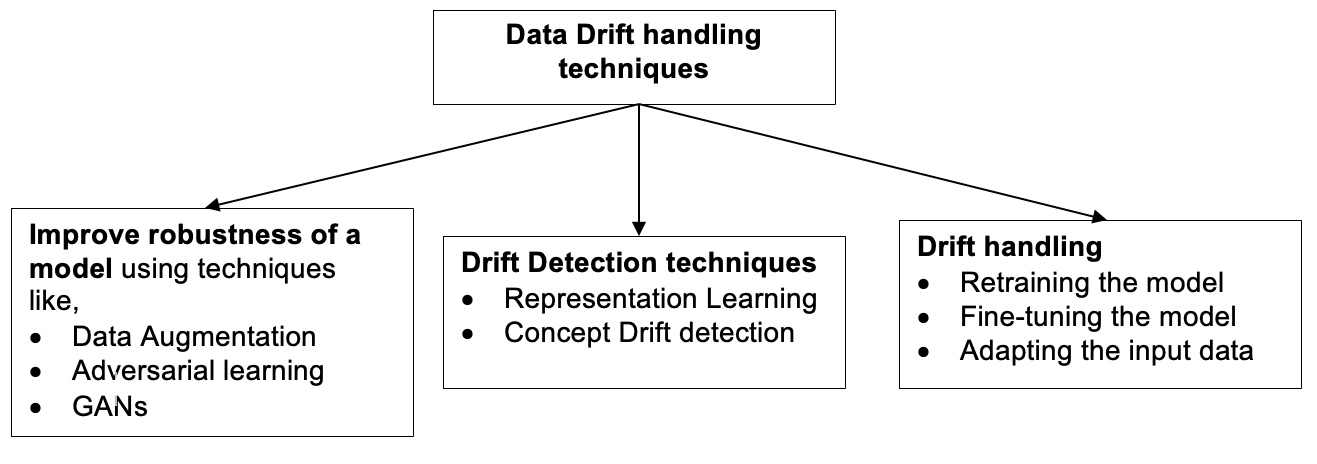 Data Drift handling
techniques
Improve robustness of a
model using techniques
like,
• Data Augmentation
• Adversarial learning
• GANs
Drift Detection techniques
• Representation Learning
• Concept Drift detection
Drift handling
• Retraining the model
• Fine-tuning the model
• Adapting the input data